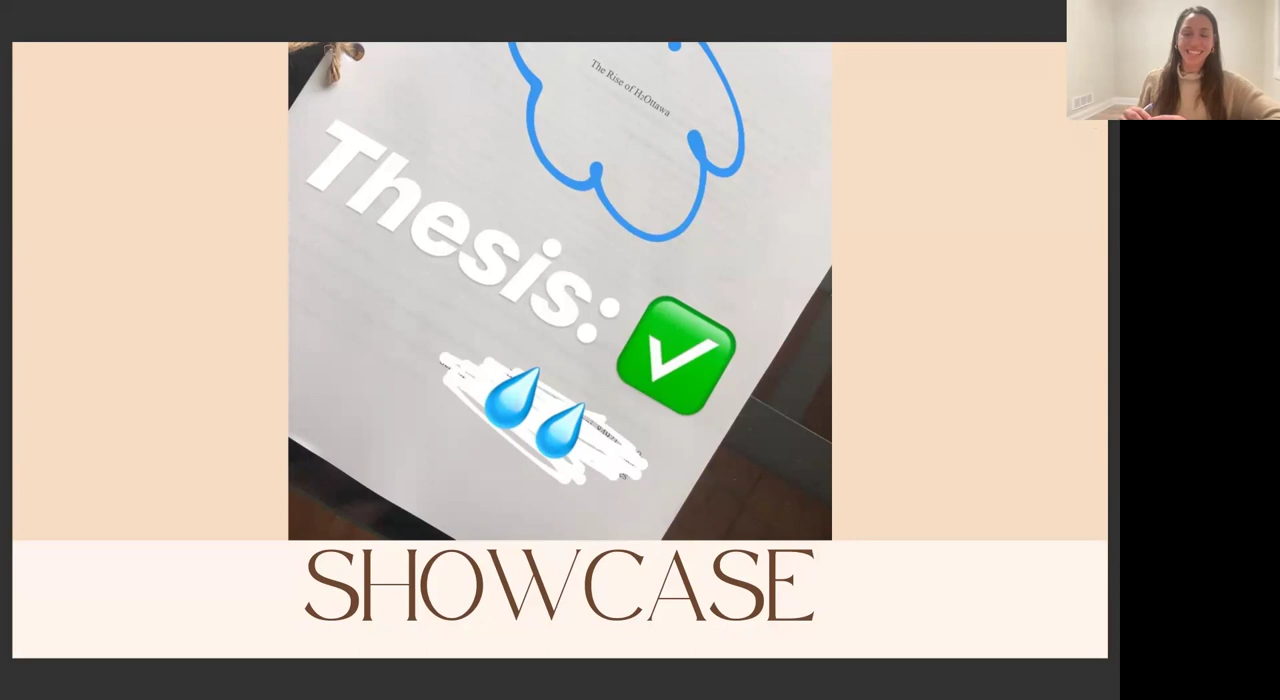 The Rise of H₂Ottawa
Thesis:
SHOWCASE